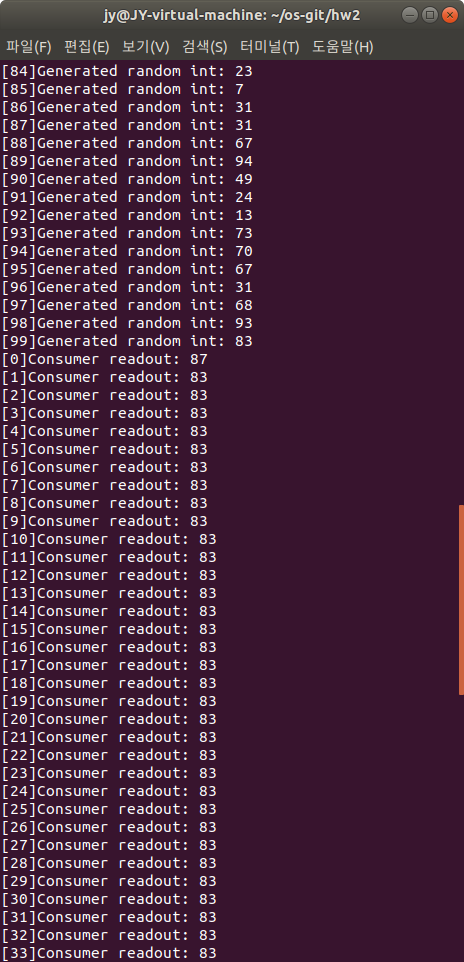 jy@JY-virtual-machine: ~/os-git/hw2
파일(F) 편집(E) 보기(V) 검색(S) 터미널(T) 도움말(H)
[84]Generated random int: 23
[85]Generated random int: 7
[86]Generated random int: 31
[87]Generated random int: 31
[88]Generated random int: 67
[89]Generated random int: 94
[90]Generated random int: 49
[91]Generated random int: 24
[92]Generated random int: 13
[93]Generated random int: 73
[94]Generated random int: 70
[95]Generated random int: 67
[96]Generated random int: 31
[97]Generated random int: 68
[98]Generated random int: 93
[99]Generated random int: 83
[0]Consumer readout: 87
[1]Consumer readout: 83
[2]Consumer readout: 83
[3]Consumer readout: 83
[4]Consumer readout: 83
[5]Consumer readout: 83
[6]Consumer readout: 83
[7]Consumer readout: 83
[8]Consumer readout: 83
[9]Consumer readout: 83
[10]Consumer readout: 83
[11]Consumer readout: 83
[12]Consumer readout: 83
[13]Consumer readout: 83
[14]Consumer readout: 83
[15]Consumer readout: 83
[16]Consumer readout: 83
[17]Consumer readout: 83
[18]Consumer readout: 83
[19]Consumer readout: 83
[20]Consumer readout: 83
[21]Consumer readout: 83
[22]Consumer readout: 83
[23]Consumer readout: 83
[24]Consumer readout: 83
[25]Consumer readout: 83
[26]Consumer readout: 83
[27]Consumer readout: 83
[28]Consumer readout: 83
[29]Consumer readout: 83
[30]Consumer readout: 83
[31]Consumer readout: 83
[32]Consumer readout: 83
[33]Consumer readout: 83